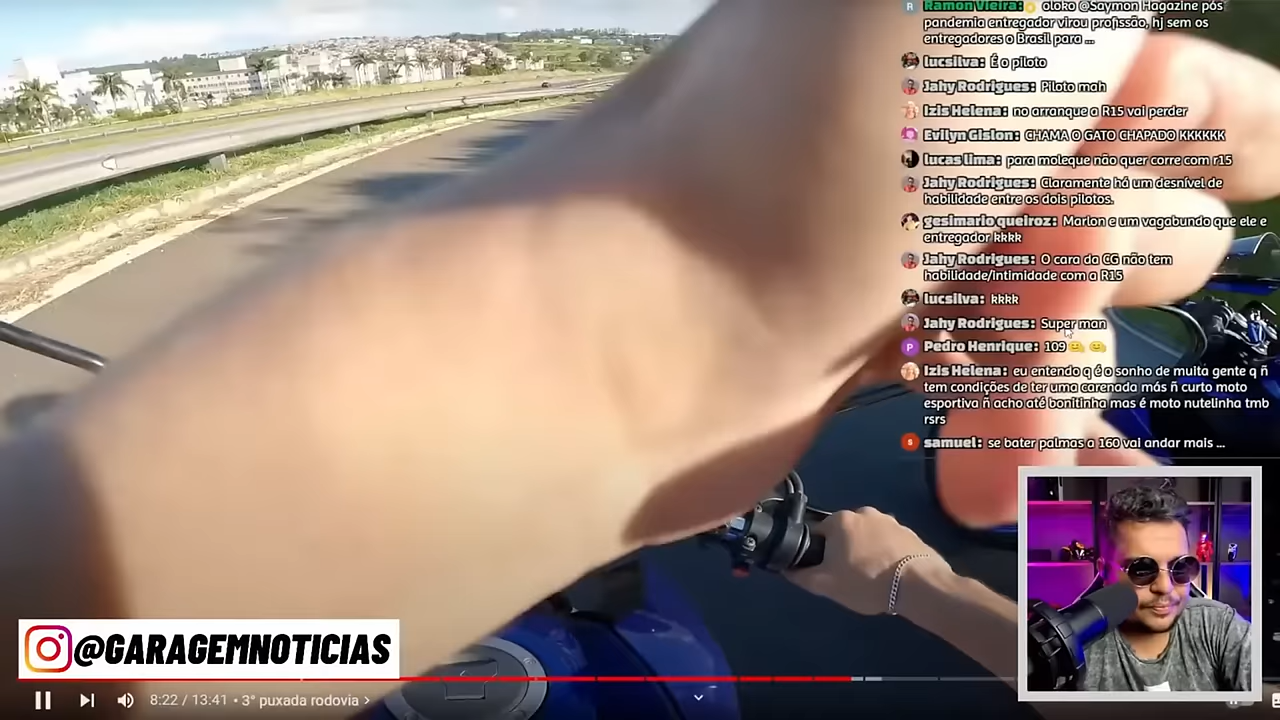 Ramon Vieira: oloko @Saymon Hagazine pós
pandemia entregador virou profissão, hj sem os
entregadores o Brasil para ...
lucsilva: É o piloto
Jahy Rodrigues: Piloto mah
Izis Helena: no arranque a R15 vai perder
Evilyn Gislon: CHAMA O GATO CHAPADO KKKKKK
lucas lima: para moleque não quer corre com r15
Jahy Rodrigues: Claramente há um desnível de
habilidade entre os dois pilotos.
gesimario queiroz: Marlon e um vagabundo que ele e
entregador kkkk
Jahy Rodrigues: O cara da CG não tem
habilidade/intimidade com a R15
lucsilva: kkkk
Jahy Rodrigues: Super man
P Pedro Henrique: 109
Izis Helena: eu entendo q é o sonho de muita gente q ñ
tem condições de ter uma carenada más ñ curto moto
esportiva ñ acho até bonitinha mas é moto nutelinha tmb
rsrs
s samuel: se bater palmas a 160 vai andar mais ...
@GARAGEMNOTICIAS
8:22 / 13:41 • 3° puxada rodovia >